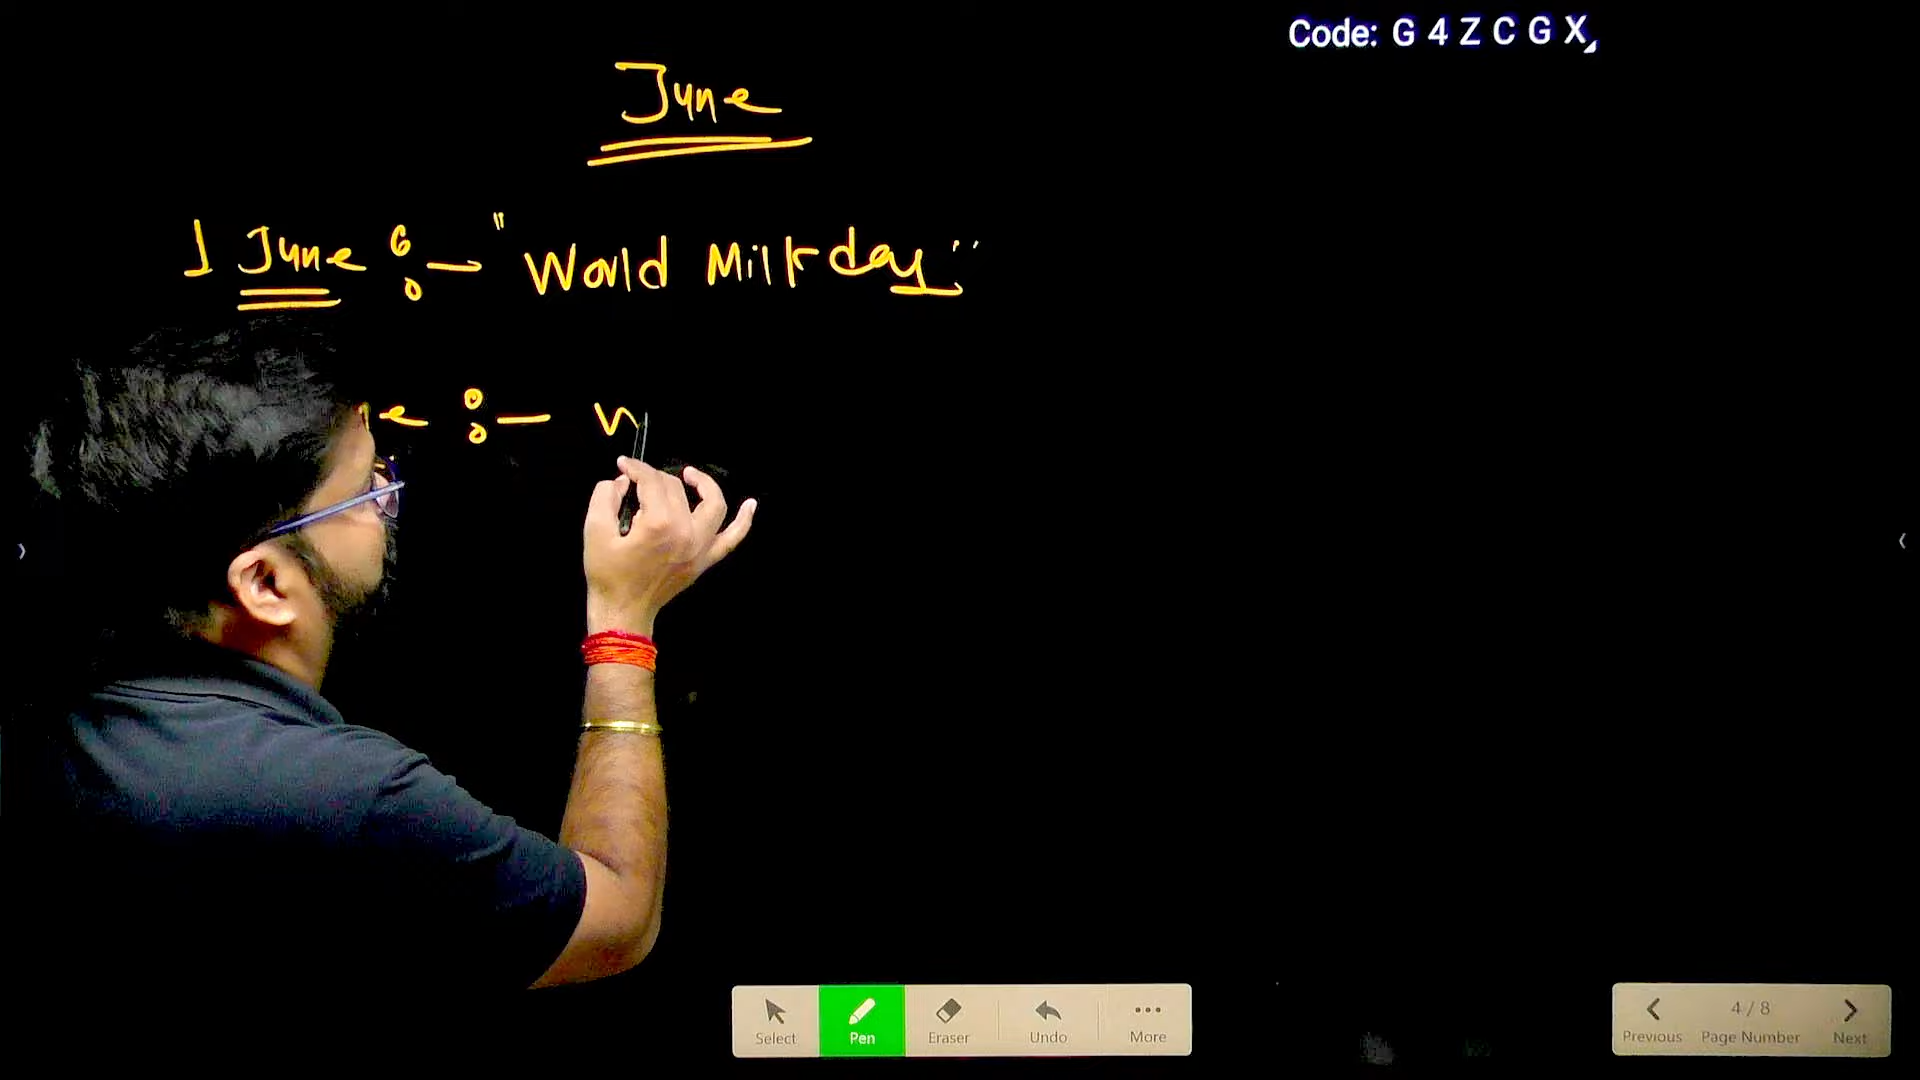 Code: G 4 Z C G X
June
1 June :- "World Milk day"
e :- W
Select Pen Eraser Undo More
4 / 8
Previous Page Number Next